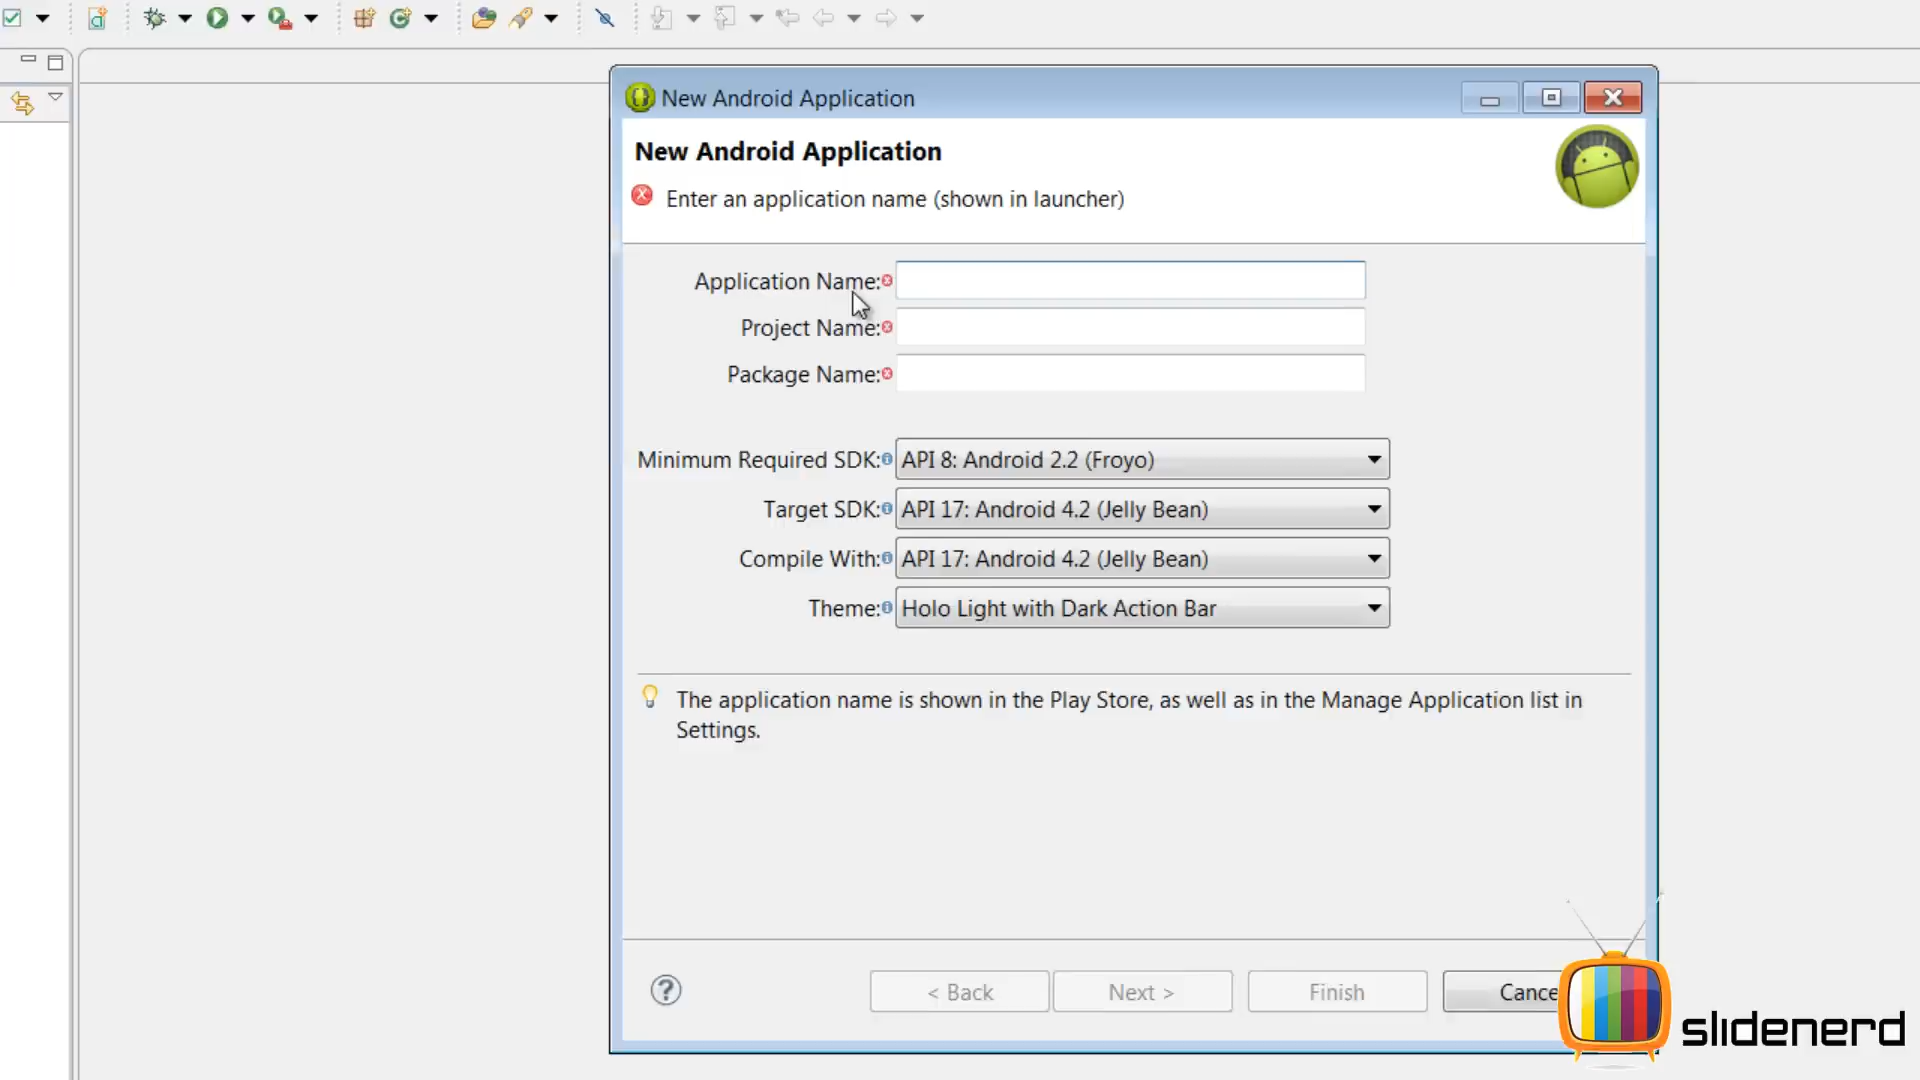 New Android Application
New Android Application
Enter an application name (shown in launcher)
Application Name:
Project Name:
Package Name:
Minimum Required SDK: API 8: Android 2.2 (Froyo)
Target SDK: API 17: Android 4.2 (Jelly Bean)
Compile With: API 17: Android 4.2 (Jelly Bean)
Theme: Holo Light with Dark Action Bar
The application name is shown in the Play Store, as well as in the Manage Application list in
Settings.
? < Back Next > Finish Cance
slidenerd